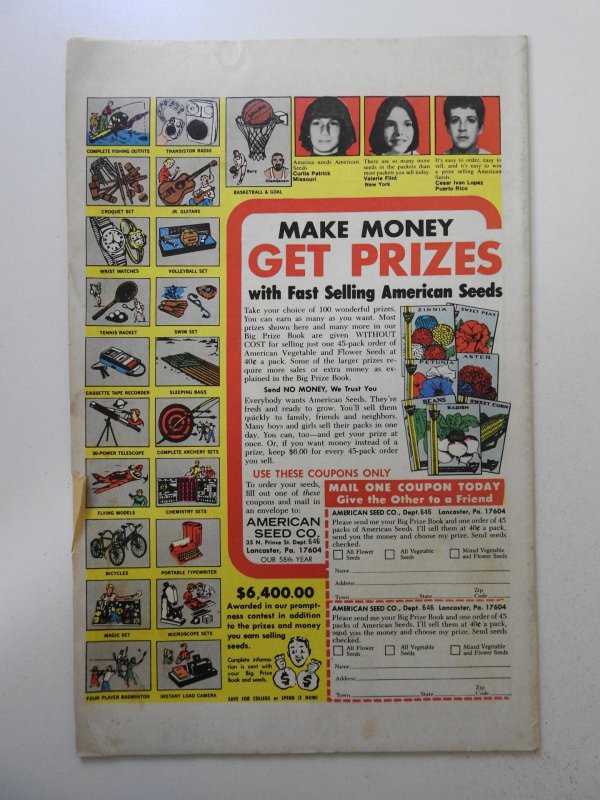 COMPLETE FISHING OUTFITS
TRANSISTOR RADIO
Barry
Chamberlain
BASKETBALL & GOAL
America needs American
Seeds.
Curtis Patrick
Missouri
There are so many more
seeds in the packets than
most packets you sell today.
Valerie Flint
New York
It's easy to order, easy to
sell, and it's easy to win
a prize selling American
Seeds.
Cesar Ivan Lopez
Puerto Rico
CROQUET SET
JR. GUITARS
WRIST WATCHES
VOLLEYBALL SET
TENNIS RACKET
SWIM SET
CASSETTE TAPE RECORDER
SLEEPING BAGS
30-POWER TELESCOPE
COMPLETE ARCHERY SETS
FLYING MODELS
CHEMISTRY SETS
BICYCLES
PORTABLE TYPEWRITER
MAGIC SET
MICROSCOPE SETS
FOUR PLAYER BADMINTON
INSTANT LOAD CAMERA
MAKE MONEY
GET PRIZES
with Fast Selling American Seeds
Take your choice of 100 wonderful prizes.
You can earn as many as you want. Most
prizes shown here and many more in our
Big Prize Book are given WITHOUT
COST for selling just one 45-pack order of
American Vegetable and Flower Seeds at
40¢ a pack. Some of the larger prizes re-
quire more sales or extra money as ex-
plained in the Big Prize Book.
Send NO MONEY, We Trust You
Everybody wants American Seeds. They're
fresh and ready to grow. You'll sell them
quickly to family, friends and neighbors.
Many boys and girls sell their packs in one
day. You can, too—and get your prize at
once. Or, if you want money instead of a
prize, keep $6.00 for every 45-pack order
you sell.
ZINNIA
SWEET PEAS
PETUNIA
ASTER
BEANS
RADISH
SWEET CORN
USE THESE COUPONS ONLY
To order your seeds,
fill out one of these
coupons and mail in
an envelope to:
AMERICAN
SEED CO.
35 N. Prince St. Dept. 646
Lancaster, Pa. 17604
OUR 58th YEAR
$6,400.00
Awarded in our prompt-
ness contest in addition
to the prizes and money
you earn selling
seeds.
Complete informa-
tion is sent with
your Big Prize
Book and seeds.
SAVE FOR COLLEGE or SPEND IT NOW!
MAIL ONE COUPON TODAY
Give the Other to a Friend
AMERICAN SEED CO., Dept. 646 Lancaster, Pa. 17604
Please send me your Big Prize Book and one order of 45
packs of American Seeds. I'll sell them at 40¢ a pack,
send you the money and choose my prize. Send seeds
checked.
All Flower Seeds
All Vegetable Seeds
Mixed Vegetable and Flower Seeds
Name
Address
Town State Zip Code
AMERICAN SEED CO., Dept. 646 Lancaster, Pa. 17604
Please send me your Big Prize Book and one order of 45
packs of American Seeds. I'll sell them at 40¢ a pack,
send you the money and choose my prize. Send seeds
checked.
All Flower Seeds
All Vegetable Seeds
Mixed Vegetable and Flower Seeds
Name
Address
Town State Zip Code